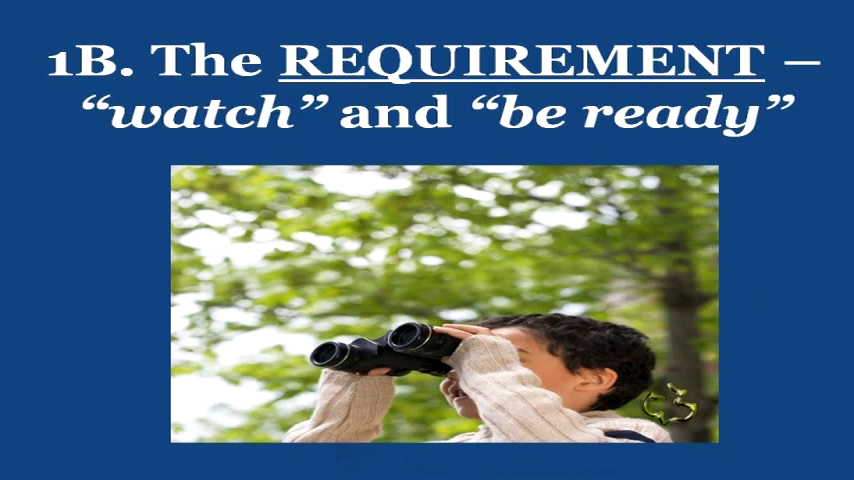 1B. The REQUIREMENT –
“watch” and “be ready”